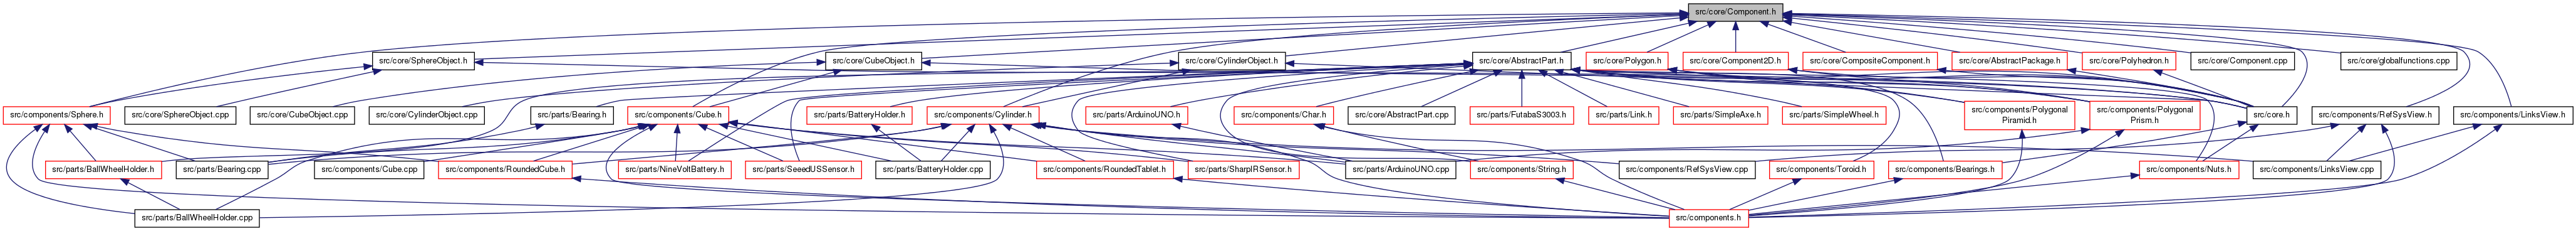 src/core/Component.h
src/core/SphereObject.h
src/core/CubeObject.h
src/core/CylinderObject.h
src/core/AbstractPart.h
src/core/Polygon.h
src/core/Component2D.h
src/core/CompositeComponent.h
src/core/AbstractPackage.h
src/core/Polyhedron.h
src/core/Component.cpp
src/core/globalfunctions.cpp
src/components/Sphere.h
src/core/SphereObject.cpp
src/core/CubeObject.cpp
src/core/CylinderObject.cpp
src/parts/Bearing.h
src/components/Cube.h
src/parts/BatteryHolder.h
src/components/Cylinder.h
src/parts/ArduinoUNO.h
src/components/Char.h
src/core/AbstractPart.cpp
src/parts/FutabaS3003.h
src/parts/Link.h
src/parts/SimpleAxe.h
src/parts/SimpleWheel.h
src/components/Polygonal
Piramid.h
src/components/Polygonal
Prism.h
src/core.h
src/components/RefSysView.h
src/components/LinksView.h
src/parts/BallWheelHolder.h
src/parts/Bearing.cpp
src/components/Cube.cpp
src/components/RoundedCube.h
src/parts/NineVoltBattery.h
src/parts/SeeedUSSensor.h
src/parts/BatteryHolder.cpp
src/components/RoundedTablet.h
src/parts/SharpIRSensor.h
src/parts/ArduinoUNO.cpp
src/components/String.h
src/components/RefSysView.cpp
src/components/Toroid.h
src/components/Bearings.h
src/components/Nuts.h
src/components/LinksView.cpp
src/parts/BallWheelHolder.cpp
src/components.h